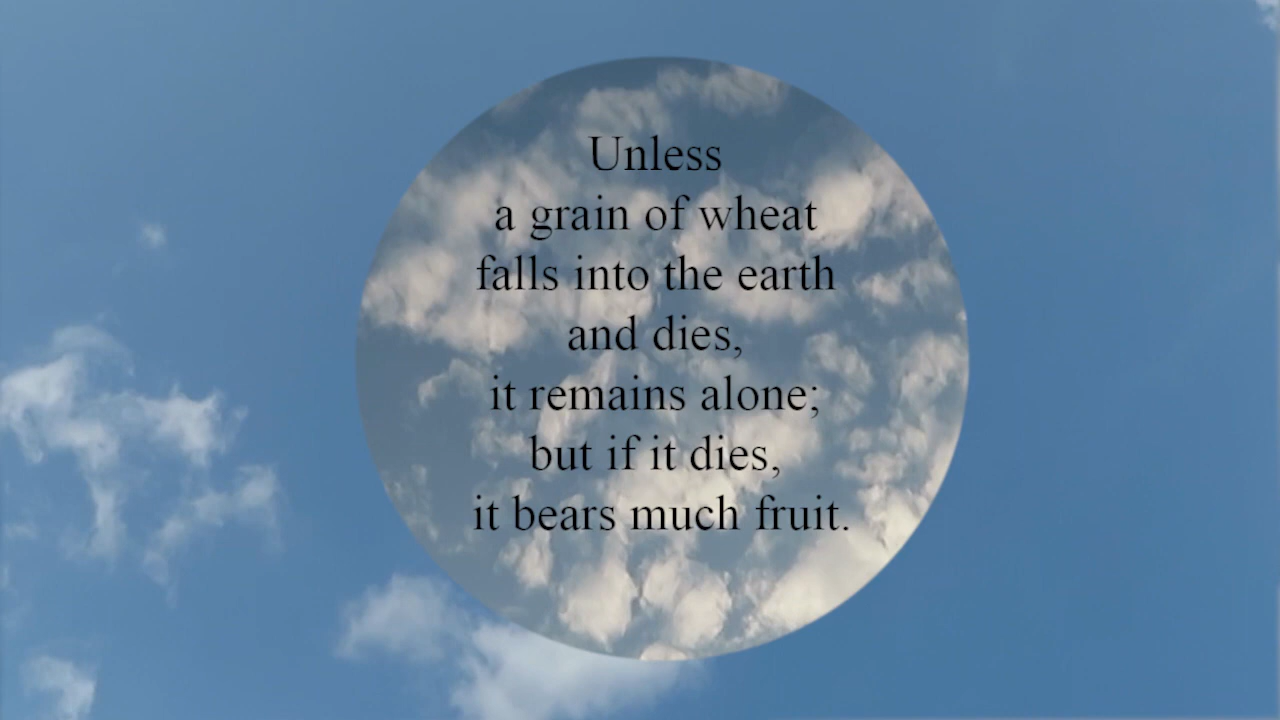 Unless
a grain of wheat
falls into the earth
and dies,
it remains alone;
but if it dies,
it bears much fruit.